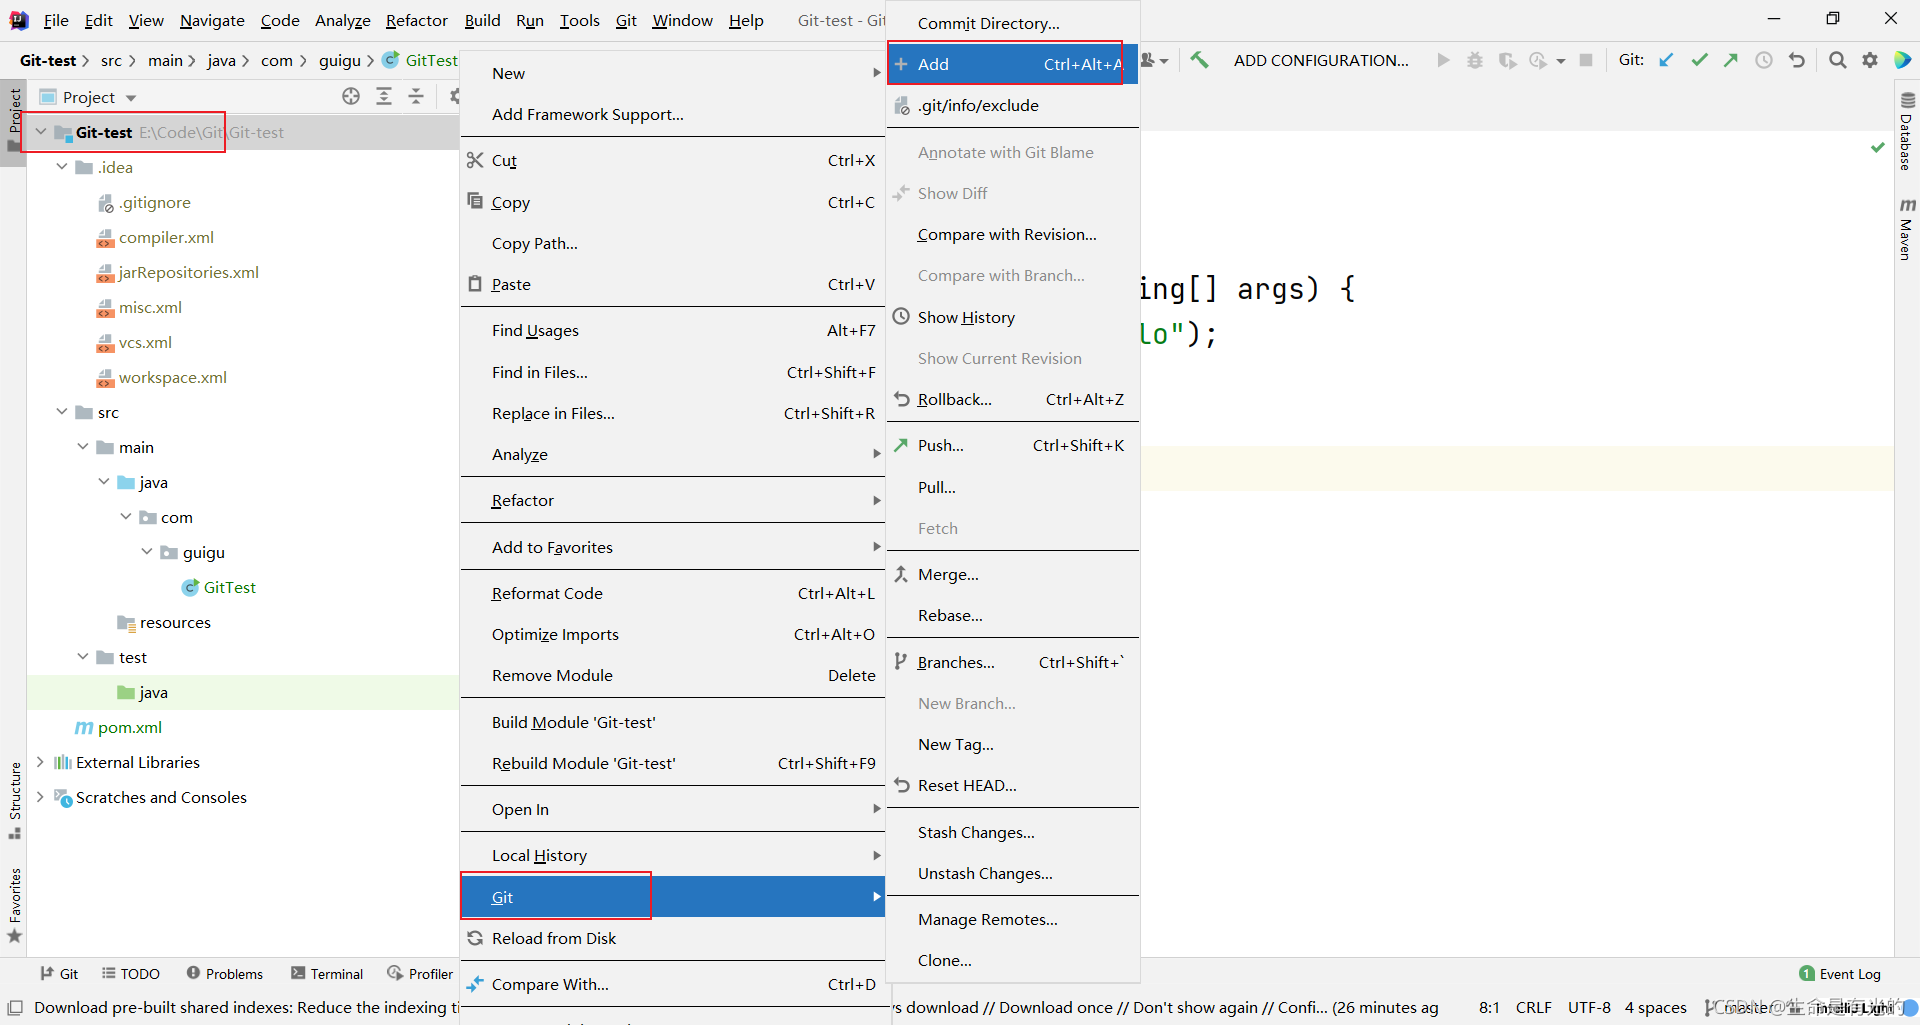 File Edit View Navigate Code Analyze Refactor Build Run Tools Git Window Help Git-test - Git
Git-test src main java com guigu GitTest
ADD CONFIGURATION... Git:
Project
Git-test E:\Code\Git\Git-test
.idea
.gitignore
compiler.xml
jarRepositories.xml
misc.xml
vcs.xml
workspace.xml
src
main
java
com
guigu
GitTest
resources
test
java
pom.xml
External Libraries
Scratches and Consoles
Project
Structure
Favorites
New
Add Framework Support...
Cut Ctrl+X
Copy Ctrl+C
Copy Path...
Paste Ctrl+V
Find Usages Alt+F7
Find in Files... Ctrl+Shift+F
Replace in Files... Ctrl+Shift+R
Analyze
Refactor
Add to Favorites
Reformat Code Ctrl+Alt+L
Optimize Imports Ctrl+Alt+O
Remove Module Delete
Build Module 'Git-test'
Rebuild Module 'Git-test' Ctrl+Shift+F9
Open In
Local History
Git
Reload from Disk
Compare With... Ctrl+D
Commit Directory...
Add Ctrl+Alt+A
.git/info/exclude
Annotate with Git Blame
Show Diff
Compare with Revision...
Compare with Branch...
Show History
Show Current Revision
Rollback... Ctrl+Alt+Z
Push... Ctrl+Shift+K
Pull...
Fetch
Merge...
Rebase...
Branches... Ctrl+Shift+`
New Branch...
New Tag...
Reset HEAD...
Stash Changes...
Unstash Changes...
Manage Remotes...
Clone...
ing[] args) {
lo");
Database
Maven
Git TODO Problems Terminal Profiler
1 Event Log
Download pre-built shared indexes: Reduce the indexing ti
s download // Download once // Don't show again // Confi... (26 minutes ag
8:1 CRLF UTF-8 4 spaces master
CSDN @生命是有光的